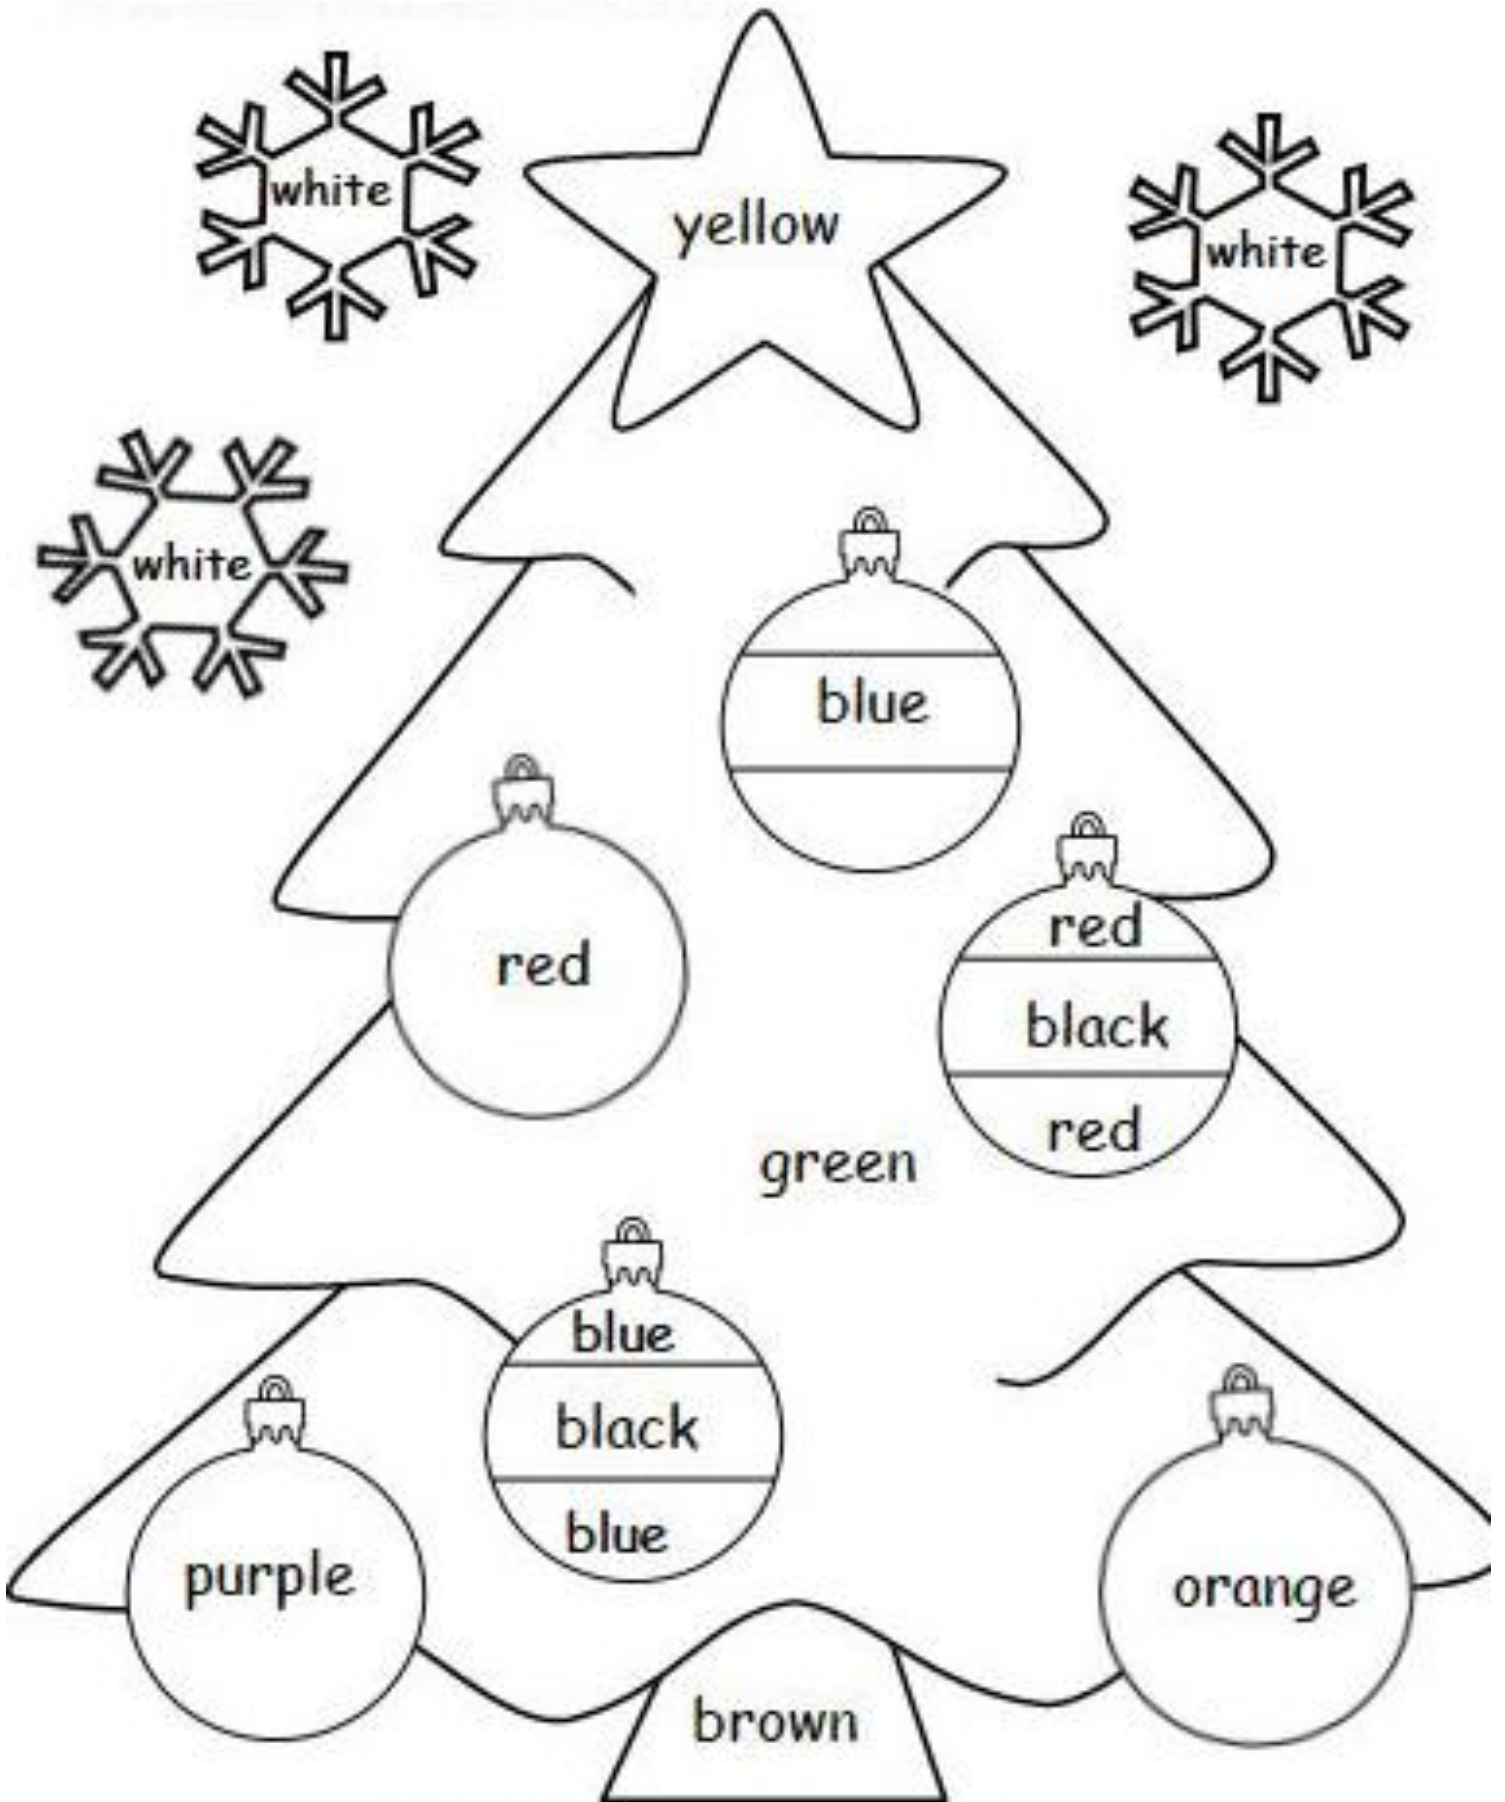 white
yellow
white
white
blue
red
red
black
red
green
blue
black
blue
purple
orange
brown